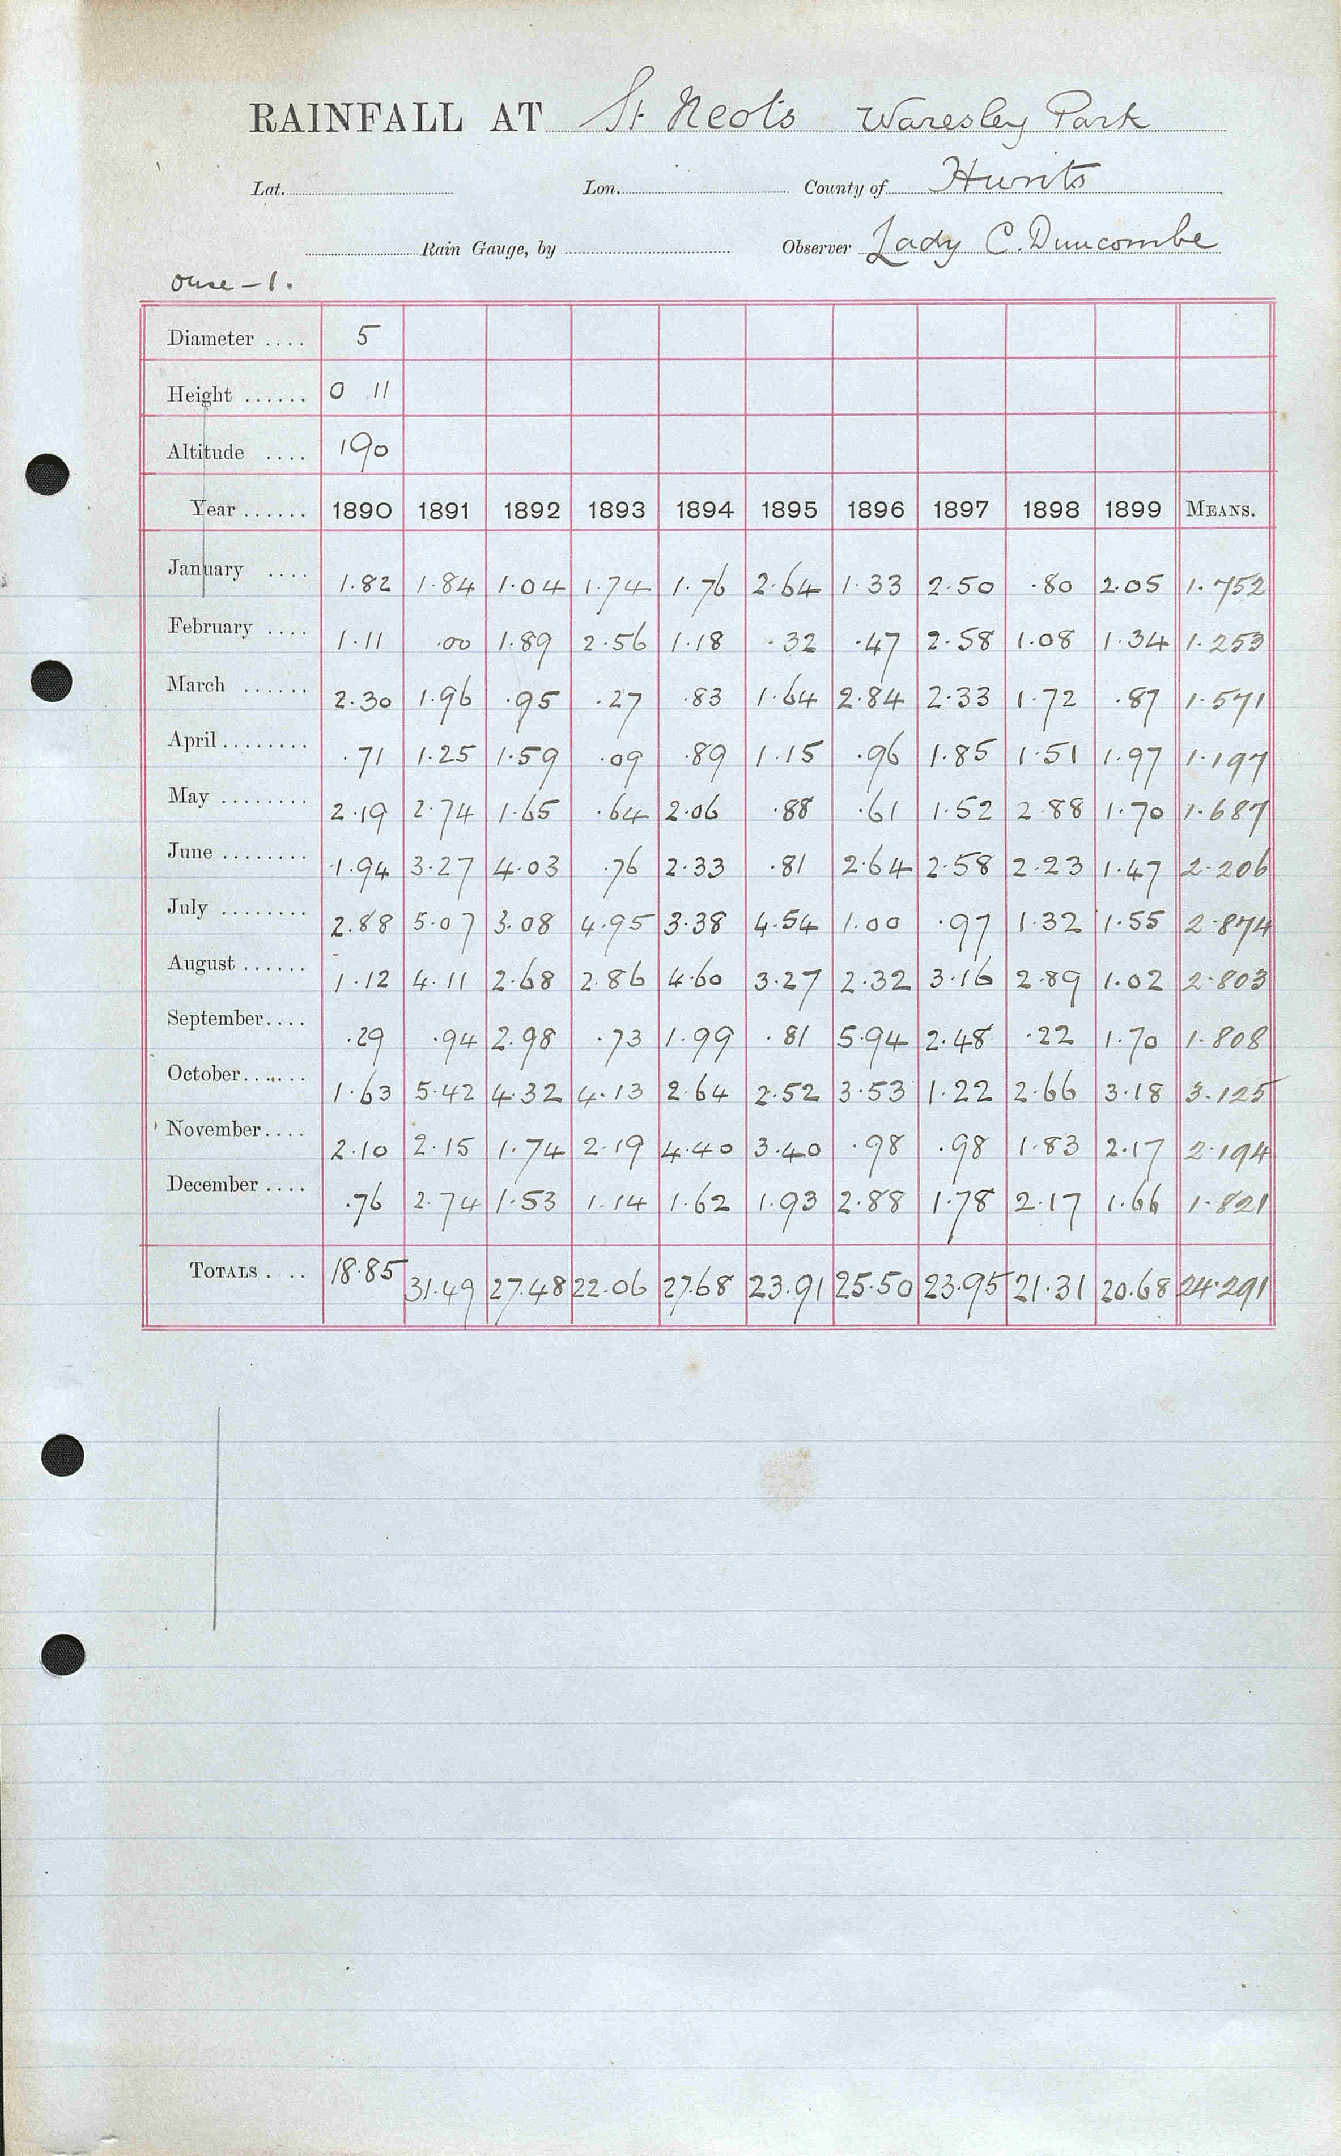 RAINFALL AT St Neots Waresley Park
Lat. Lon. County of Hunts
Rain Gauge, by Observer Lady C. Duncombe
Ouse - 1.
Diameter .... 5
Height ...... 0 11
Altitude .... 190
Year ...... 1890 1891 1892 1893 1894 1895 1896 1897 1898 1899 MEANS.
January .... 1.82 1.84 1.04 1.74 1.76 2.64 1.33 2.50 .80 2.05 1.752
February .... 1.11 .00 1.89 2.56 1.18 .32 .47 2.58 1.08 1.34 1.253
March ...... 2.30 1.96 .95 .27 .83 1.64 2.84 2.33 1.72 .87 1.571
April ........ .71 1.25 1.59 .09 .89 1.15 .96 1.85 1.51 1.97 1.197
May ........ 2.19 2.74 1.65 .64 2.06 .88 .61 1.52 2.88 1.70 1.687
June ........ 1.94 3.27 4.03 .76 2.33 .81 2.64 2.58 2.23 1.47 2.206
July ........ 2.88 5.07 3.08 4.95 3.38 4.54 1.00 .97 1.32 1.55 2.874
August ...... 1.12 4.11 2.68 2.86 4.60 3.27 2.32 3.16 2.89 1.02 2.803
September .... .29 .94 2.98 .73 1.99 .81 5.94 2.48 .22 1.70 1.808
October ...... 1.63 5.42 4.32 4.13 2.64 2.52 3.53 1.22 2.66 3.18 3.125
November .... 2.10 2.15 1.74 2.19 4.40 3.40 .98 .98 1.83 2.17 2.194
December .... .76 2.74 1.53 1.14 1.62 1.93 2.88 1.78 2.17 1.66 1.821
TOTALS .... 18.85 31.49 27.48 22.06 27.68 23.91 25.50 23.95 21.31 20.68 24.291